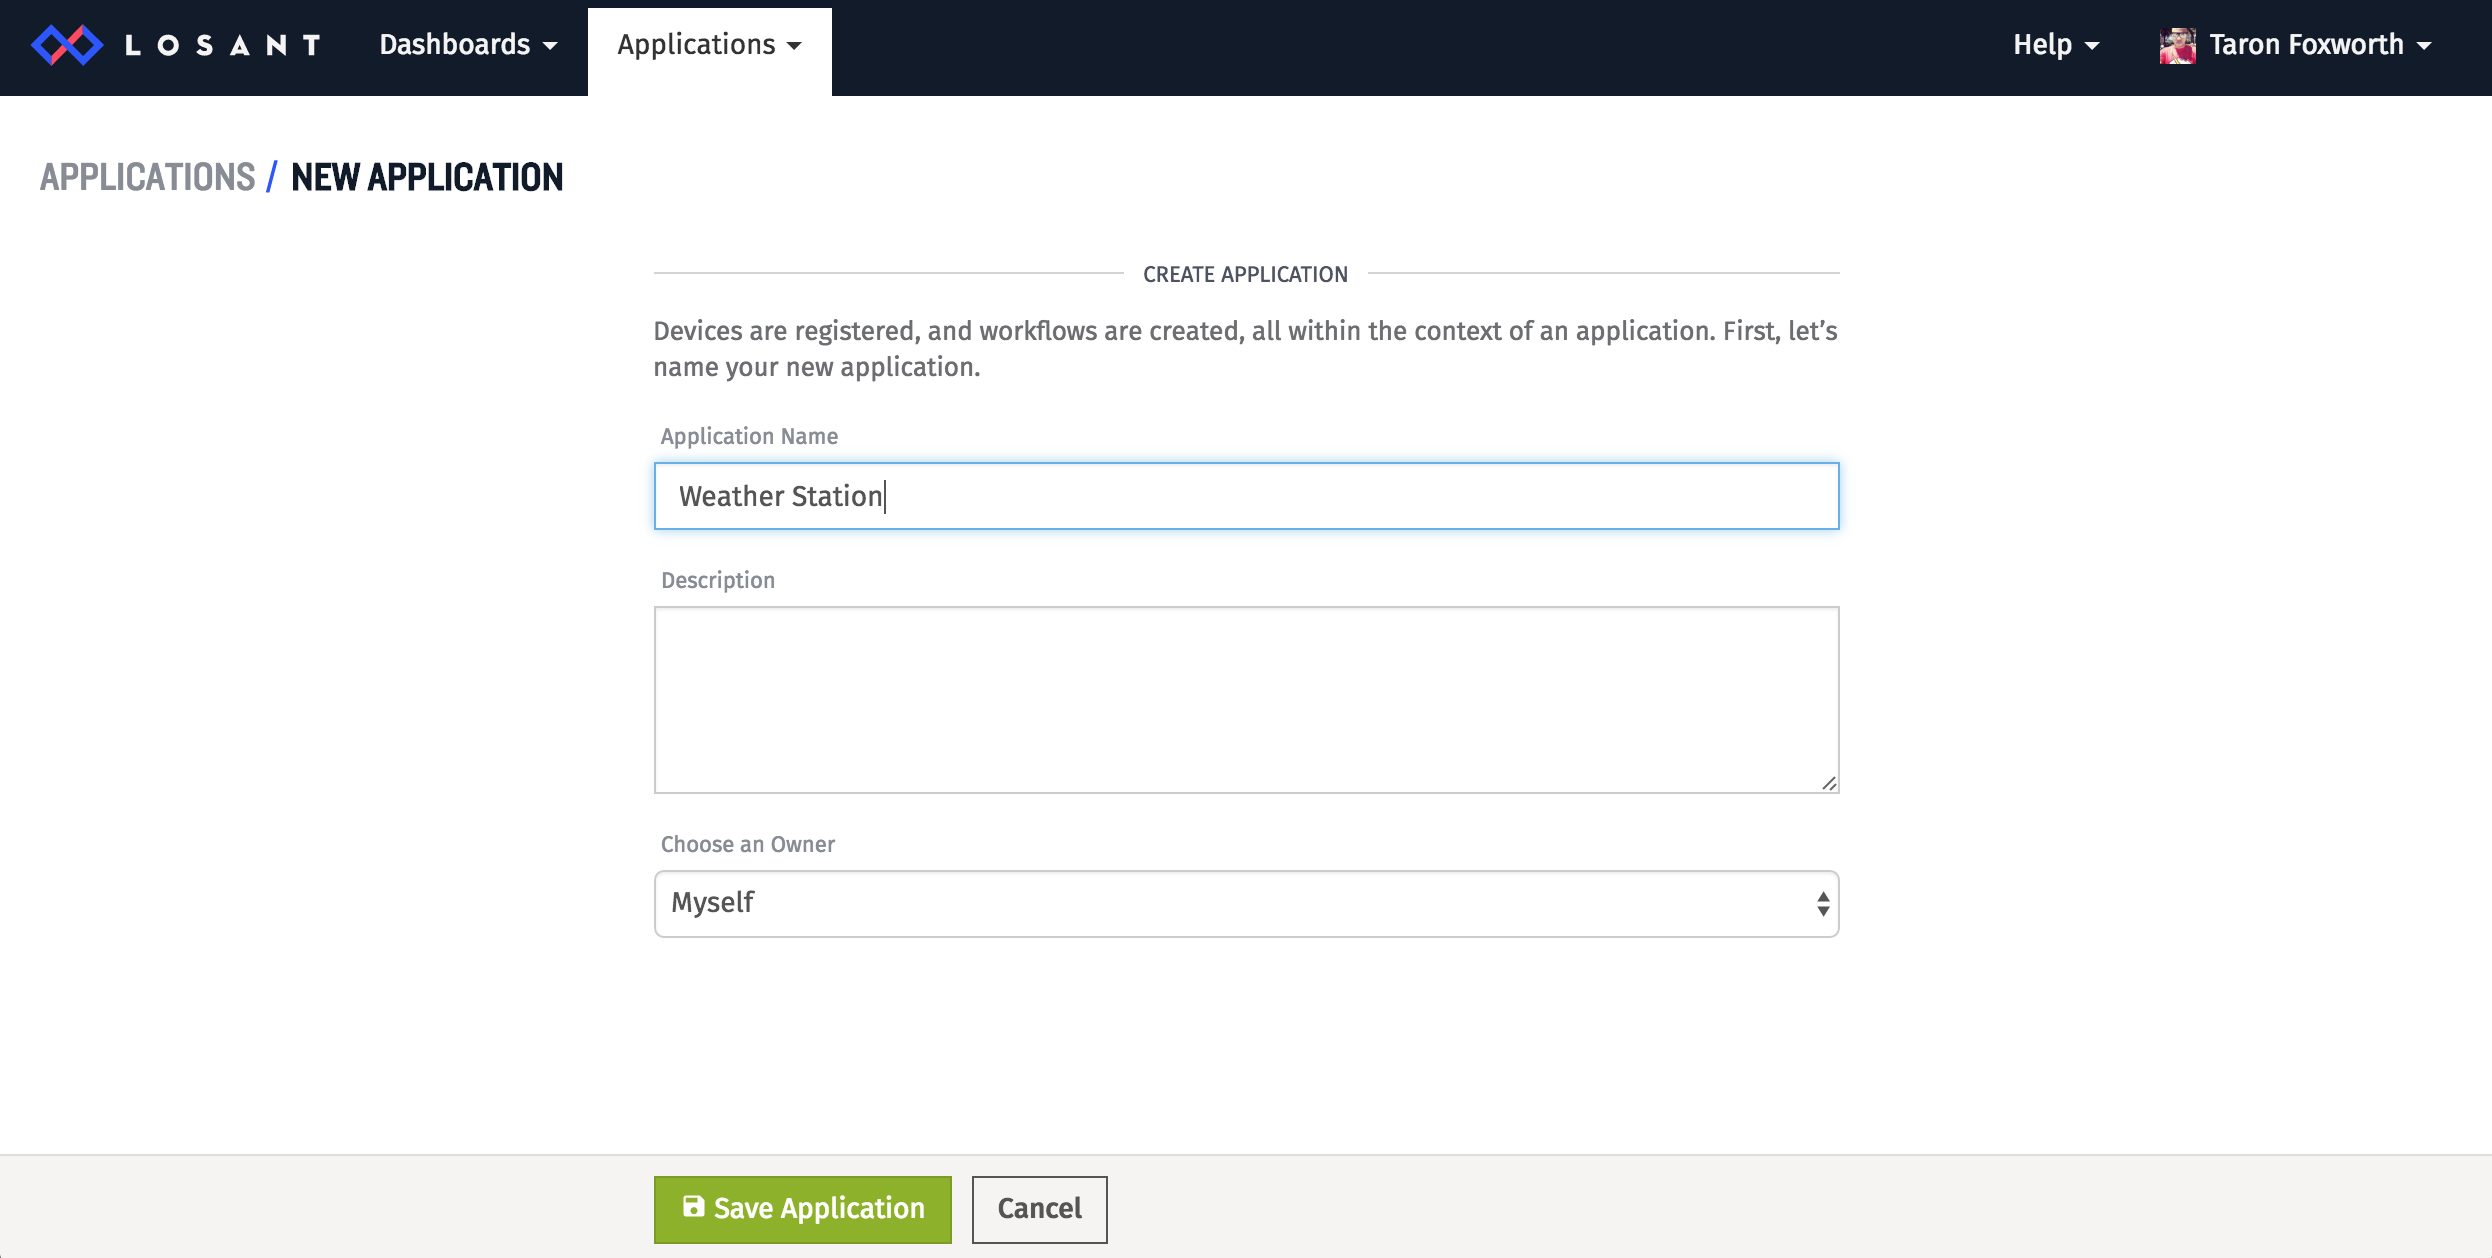 LOSANT
Dashboards
Applications
Help
Taron Foxworth
APPLICATIONS / NEW APPLICATION
CREATE APPLICATION
Devices are registered, and workflows are created, all within the context of an application. First, let’s
name your new application.
Application Name
Weather Station
Description
Choose an Owner
Myself
Save Application
Cancel